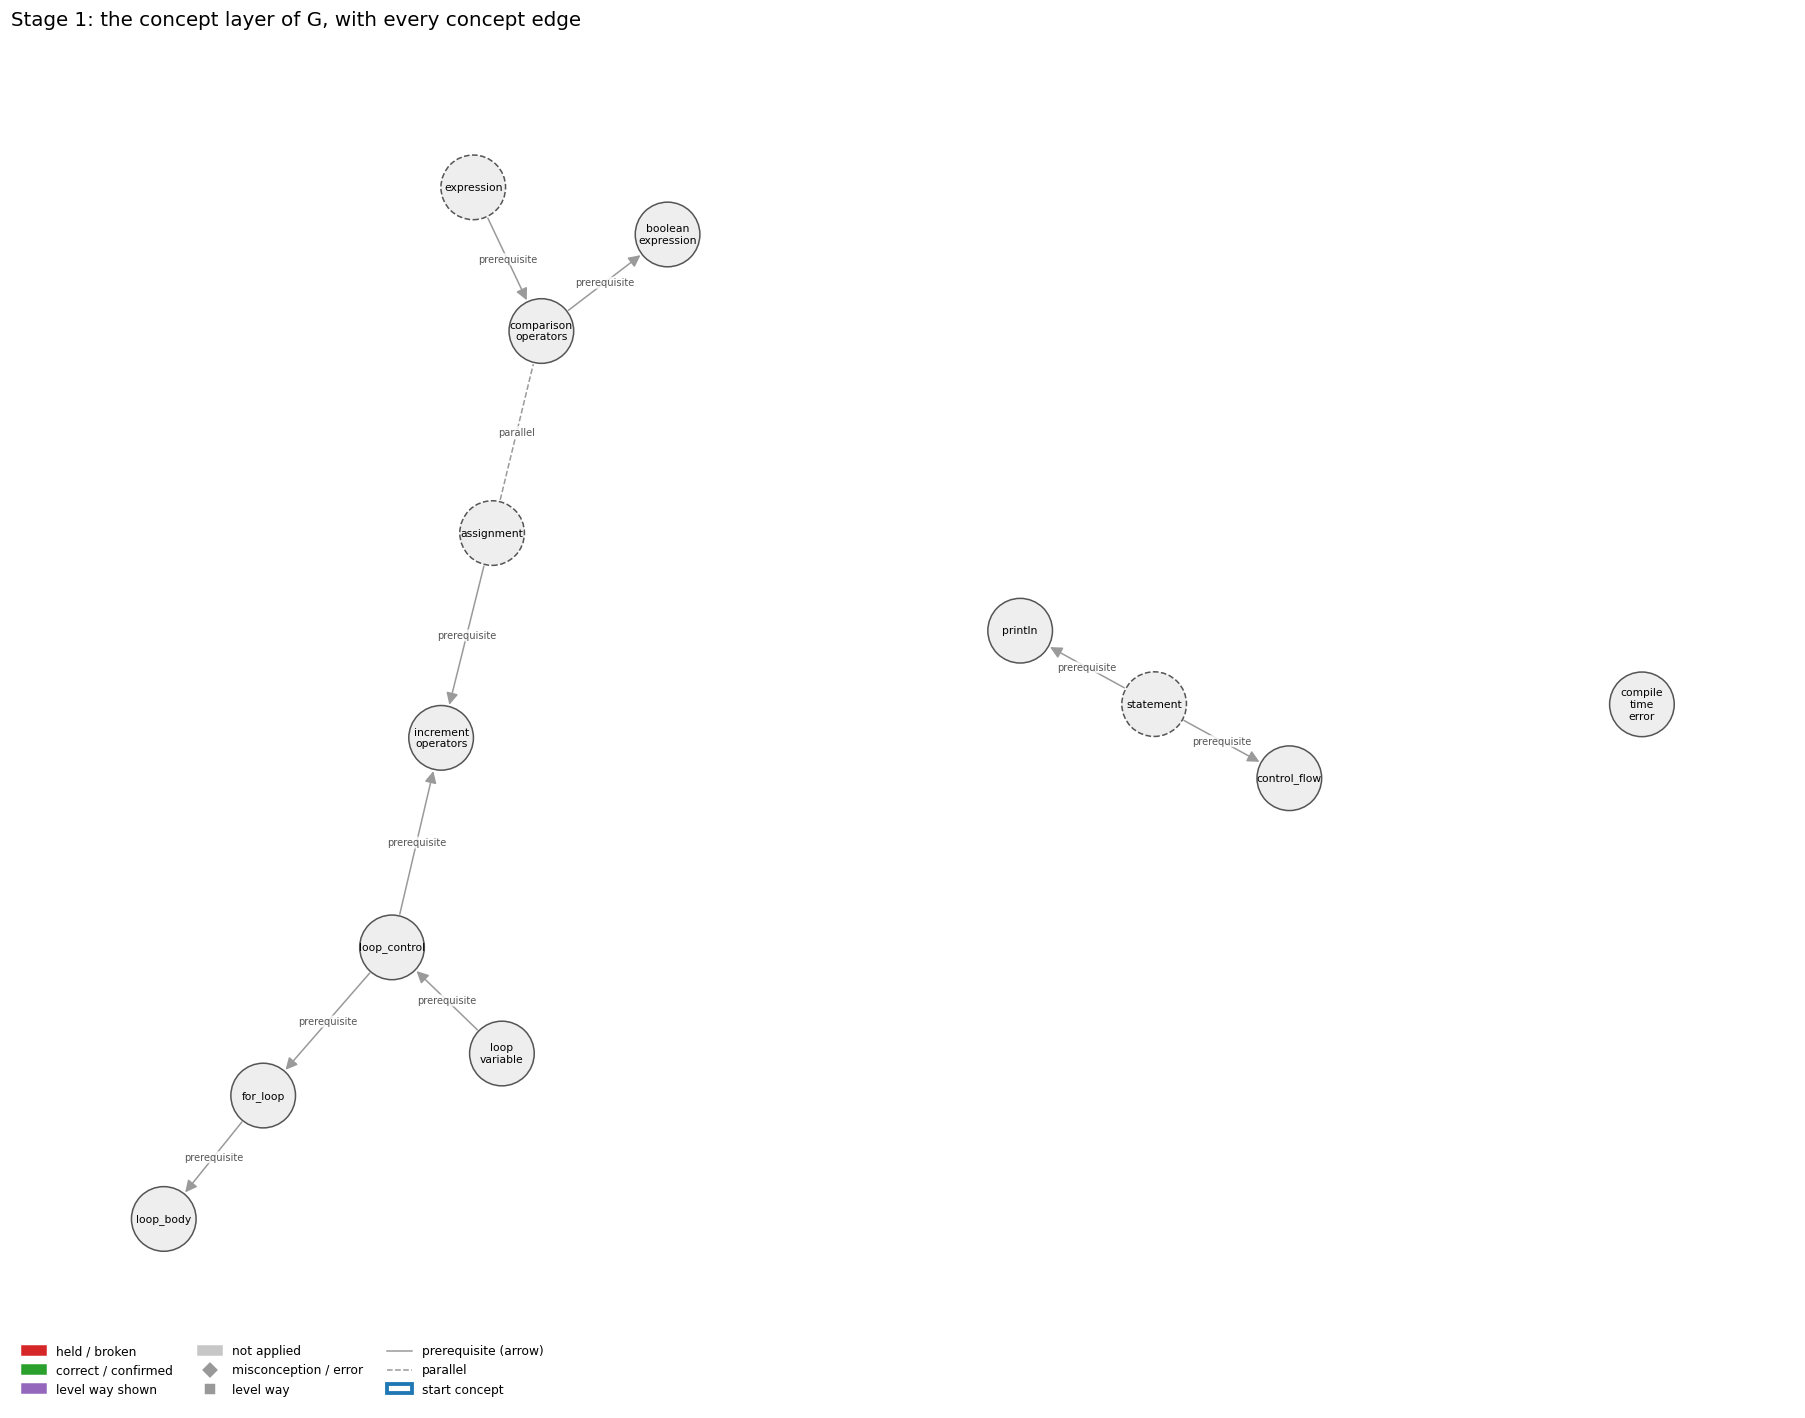 Stage 1: the concept layer of G, with every concept edge
expression
boolean
expression
prerequisite
prerequisite
comparison
operators
parallel
assignment
prerequisite
println
prerequisite
statement
compile
time
error
increment
operators
prerequisite
control_flow
prerequisite
loop_control
prerequisite
prerequisite
loop
variable
for_loop
prerequisite
loop_body
held / broken
correct / confirmed
level way shown
not applied
misconception / error
level way
prerequisite (arrow)
parallel
start concept